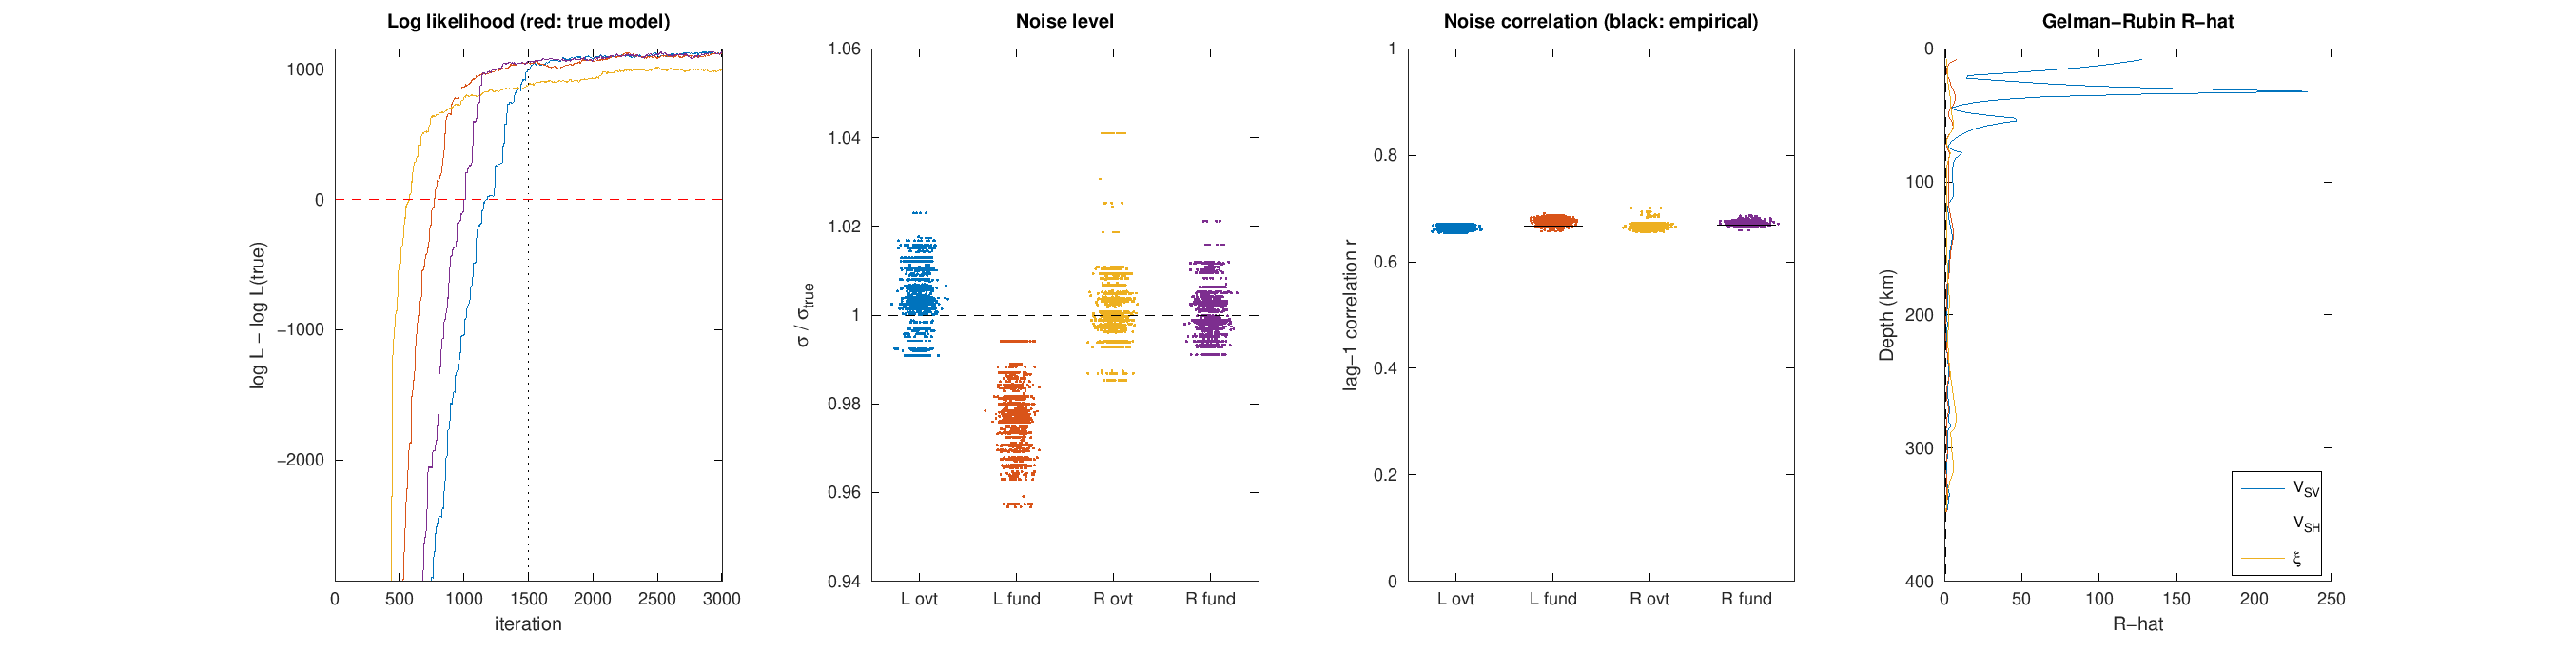 Log likelihood (red: true model)
1000
0
−1000
−2000
0 500 1000 1500 2000 2500 3000
iteration
log L − log L(true)
Noise level
1.06
1.04
1.02
1
0.98
0.96
0.94
L ovt L fund R ovt R fund
σ / σtrue
Noise correlation (black: empirical)
1
0.8
0.6
0.4
0.2
0
L ovt L fund R ovt R fund
lag−1 correlation r
Gelman−Rubin R−hat
0
100
200
300
400
0 50 100 150 200 250
R−hat
Depth (km)
VSV
VSH
ξ